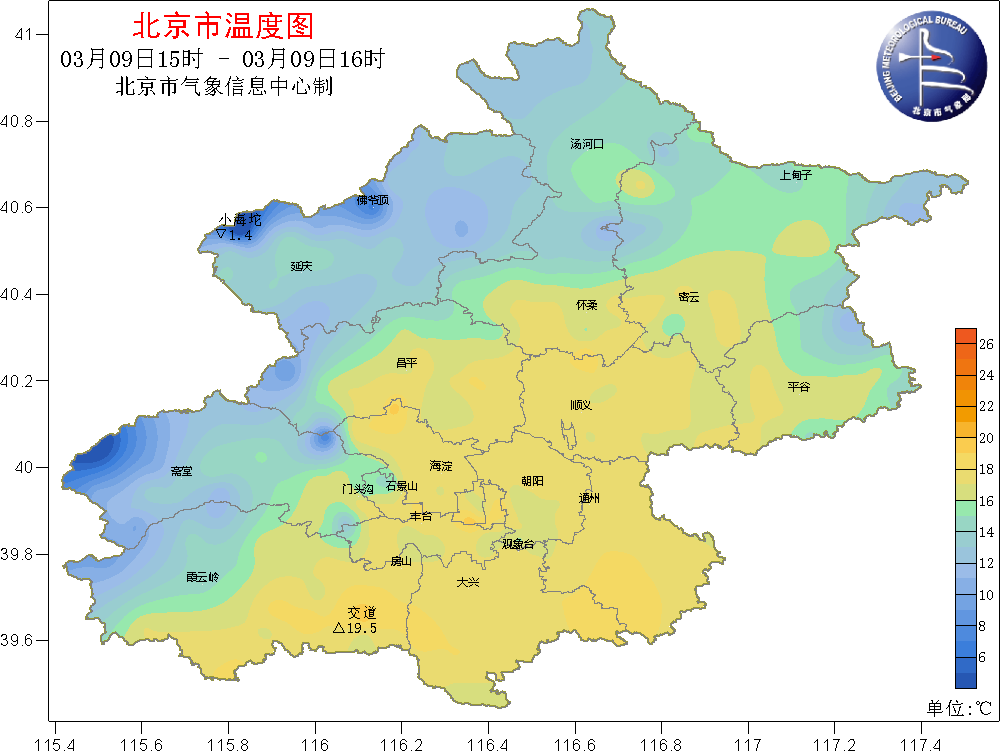 北京市温度图
03月09日15时 - 03月09日16时
北京市气象信息中心制
BEIJING METEOROLOGICAL BUREAU
北京市气象局
41
40.8
40.6
40.4
40.2
40
39.8
39.6
汤河口
上甸子
佛爷顶
小海坨
▽1.4
延庆
怀柔
密云
昌平
平谷
顺义
海淀
斋堂
朝阳
门头沟
石景山
通州
丰台
观象台
房山
霞云岭
大兴
交道
△19.5
26
24
22
20
18
16
14
12
10
8
6
单位:℃
115.4
115.6
115.8
116
116.2
116.4
116.6
116.8
117
117.2
117.4